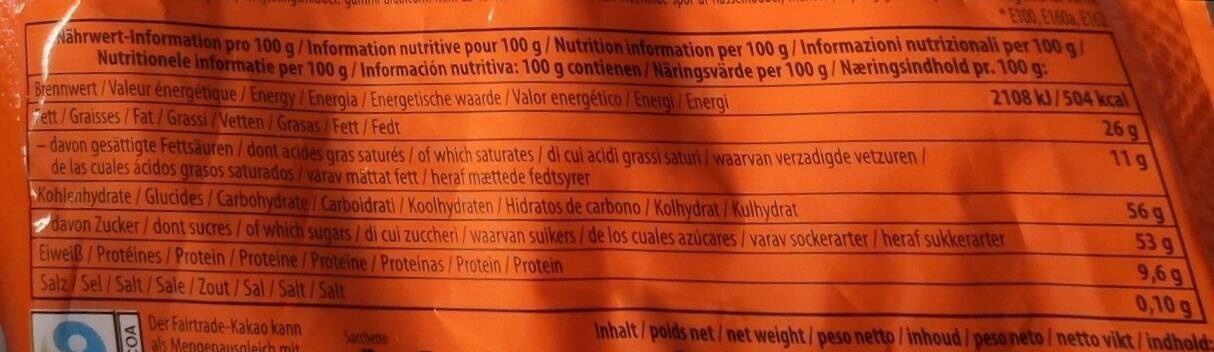 * E100, E160a, E162
Nährwert-Information pro 100 g / Information nutritive pour 100 g / Nutrition information per 100 g / Informazioni nutrizionali per 100 g /
Nutritionele informatie per 100 g / Información nutritiva: 100 g contienen / Näringsvärde per 100 g / Næringsindhold pr. 100 g:
Brennwert / Valeur énergétique / Energy / Energia / Energetische waarde / Valor energético / Energi / Energi 2108 kJ / 504 kcal
Fett / Graisses / Fat / Grassi / Vetten / Grasas / Fett / Fedt 26 g
– davon gesättigte Fettsäuren / dont acides gras saturés / of which saturates / di cui acidi grassi saturi / waarvan verzadigde vetzuren / 11 g
de las cuales ácidos grasos saturados / varav mättat fett / heraf mættede fedtsyrer
Kohlenhydrate / Glucides / Carbohydrate / Carboidrati / Koolhydraten / Hidratos de carbono / Kolhydrat / Kulhydrat 56 g
davon Zucker / dont sucres / of which sugars / di cui zuccheri / waarvan suikers / de los cuales azúcares / varav sockerarter / heraf sukkerarter 53 g
Eiweiß / Protéines / Protein / Proteine / Proteïne / Proteínas / Protein / Protein 9,6 g
Salz / Sel / Salt / Sale / Zout / Sal / Salt / Salt 0,10 g
Der Fairtrade-Kakao kann
als Mengenausgleich mit
COA
Sacchetto
Inhalt / poids net / net weight / peso netto / inhoud / peso neto / netto vikt / indhold: